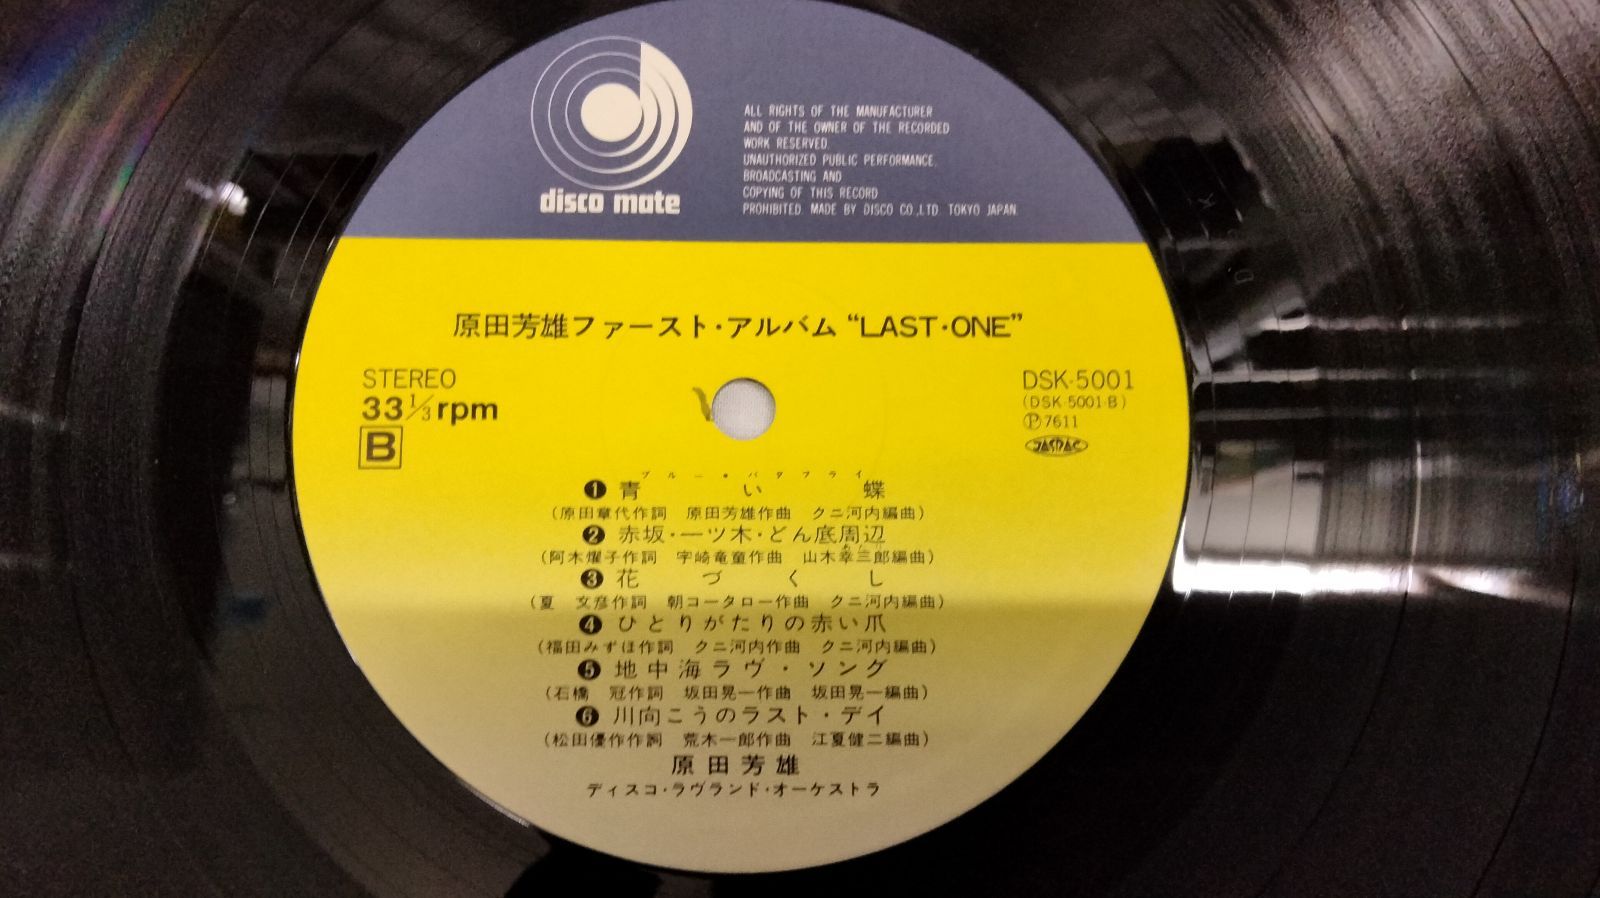 disco mate
ALL RIGHTS OF THE MANUFACTURER
AND OF THE OWNER OF THE RECORDED
WORK RESERVED.
UNAUTHORIZED PUBLIC PERFORMANCE,
BROADCASTING AND
COPYING OF THIS RECORD
PROHIBITED. MADE BY DISCO CO.,LTD. TOKYO JAPAN.
原田芳雄ファースト・アルバム “LAST・ONE”
STEREO
33 1/3 rpm
B
DSK-5001
(DSK-5001-B)
Ⓟ7611
JASRAC
ブルー・バタフライ
❶ 青い蝶
(原田章代作詞 原田芳雄作曲 クニ河内編曲)
❷ 赤坂・一ツ木・どん底周辺
(阿木燿子作詞 宇崎竜童作曲 山木幸三郎編曲)
❸ 花づくし
(夏 文彦作詞 朝コータロー作曲 クニ河内編曲)
❹ ひとりがたりの赤い爪
(福田みずほ作詞 クニ河内作曲 クニ河内編曲)
❺ 地中海ラヴ・ソング
(石橋 冠作詞 坂田晃一作曲 坂田晃一編曲)
❻ 川向こうのラスト・デイ
(松田優作作詞 荒木一郎作曲 江夏健二編曲)
原田芳雄
ディスコ・ラヴランド・オーケストラ